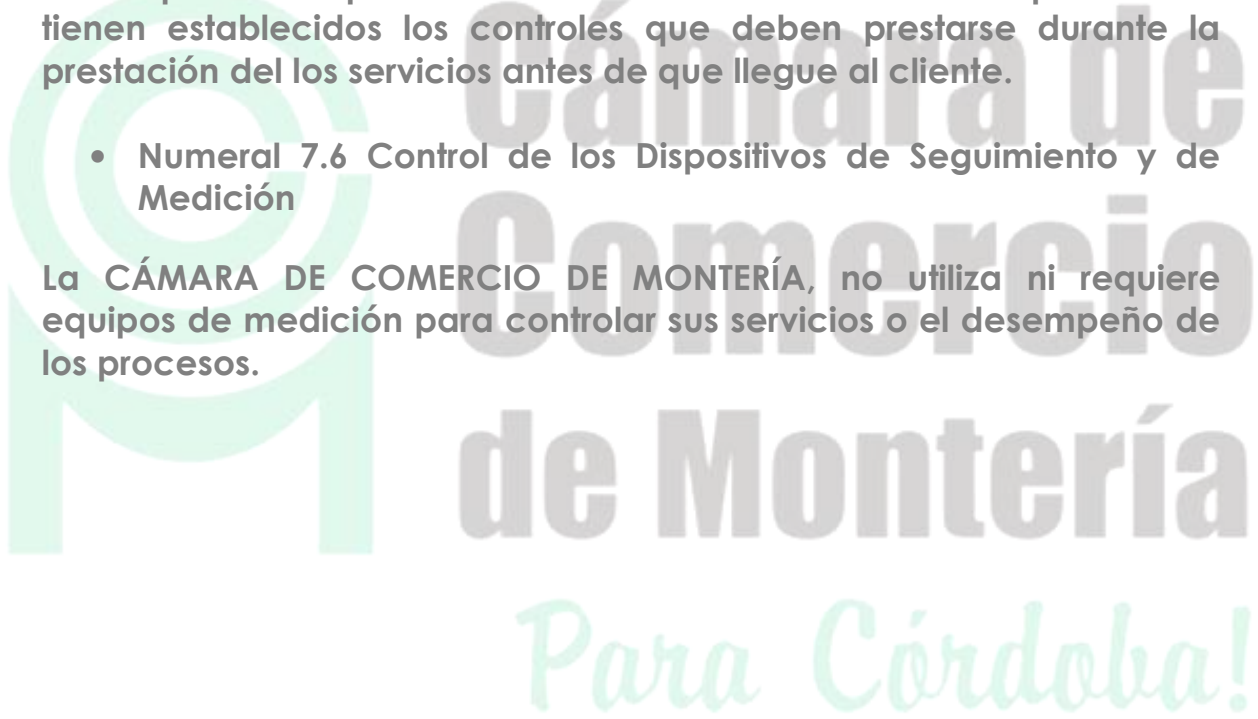 tienen establecidos los controles que deben prestarse durante la
prestación del los servicios antes de que llegue al cliente.
• Numeral 7.6 Control de los Dispositivos de Seguimiento y de
Medición
La CÁMARA DE COMERCIO DE MONTERÍA, no utiliza ni requiere
equipos de medición para controlar sus servicios o el desempeño de
los procesos.
Cámara de
Comercio
de Montería
Para Córdoba!